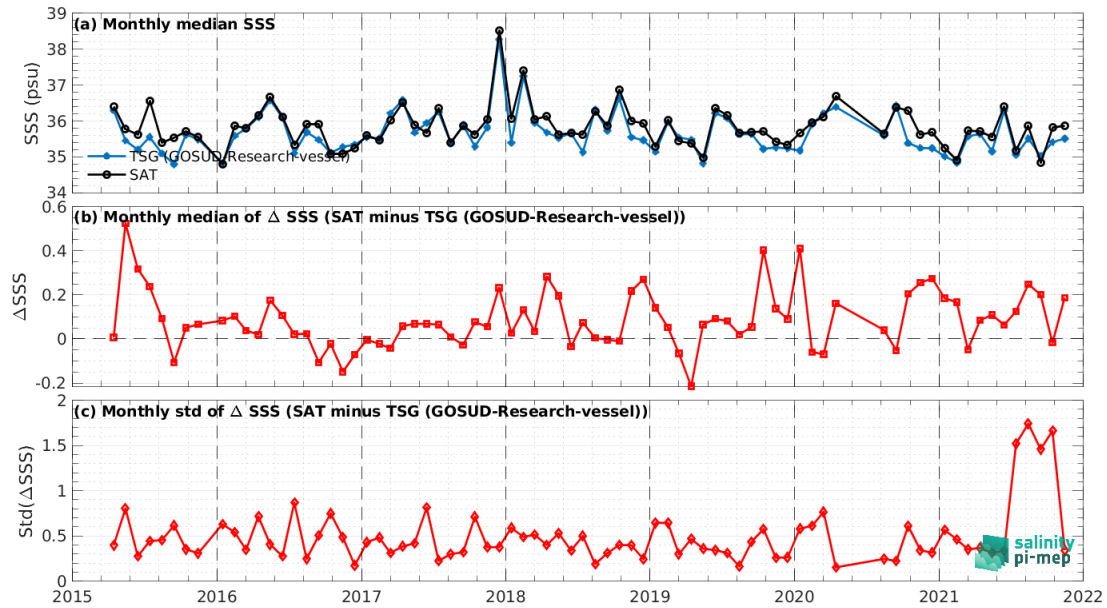 (a) Monthly median SSS
39
38
37
36
35
34
SSS (psu)
TSG (GOSUD-Research-vessel)
SAT
(b) Monthly median of Δ SSS (SAT minus TSG (GOSUD-Research-vessel))
0.6
0.4
0.2
0
-0.2
ΔSSS
(c) Monthly std of Δ SSS (SAT minus TSG (GOSUD-Research-vessel))
2
1.5
1
0.5
0
Std(ΔSSS)
salinity
pi-mep
2015 2016 2017 2018 2019 2020 2021 2022